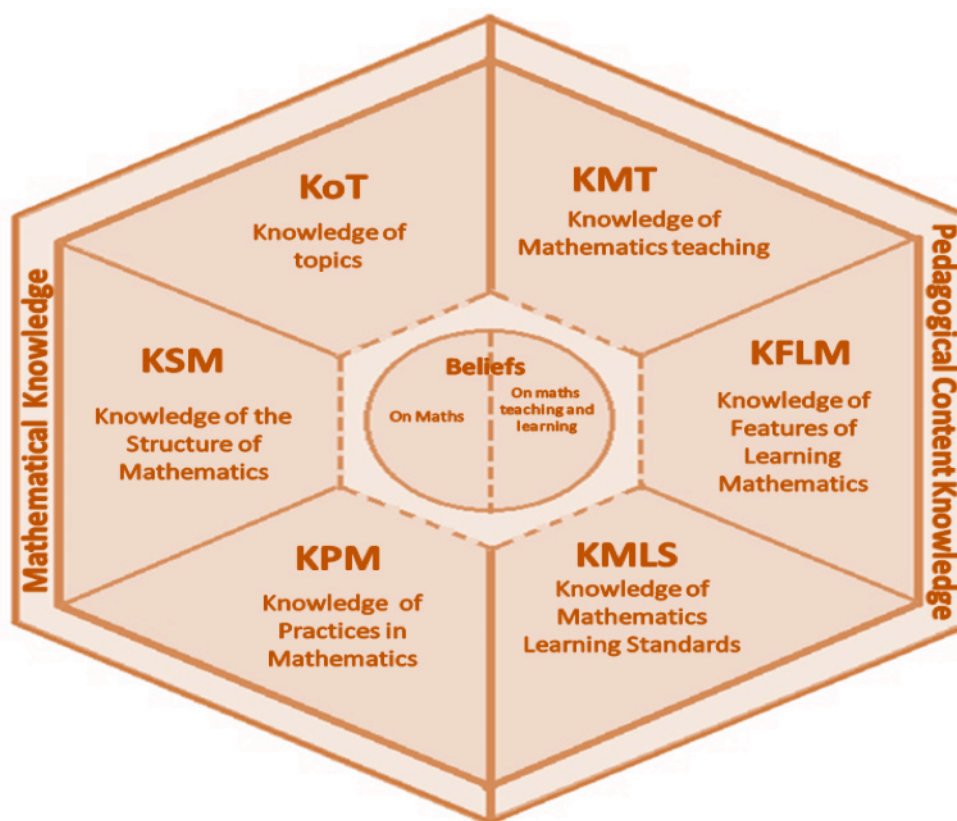 KoT
Knowledge of
topics
KMT
Knowledge of
Mathematics teaching
Mathematical Knowledge
KSM
Knowledge of the
Structure of
Mathematics
Beliefs
On Maths
On maths
teaching and
learning
KFLM
Knowledge of
Features of
Learning
Mathematics
Pedagogical Content Knowledge
KPM
Knowledge of
Practices in
Mathematics
KMLS
Knowledge of
Mathematics
Learning Standards